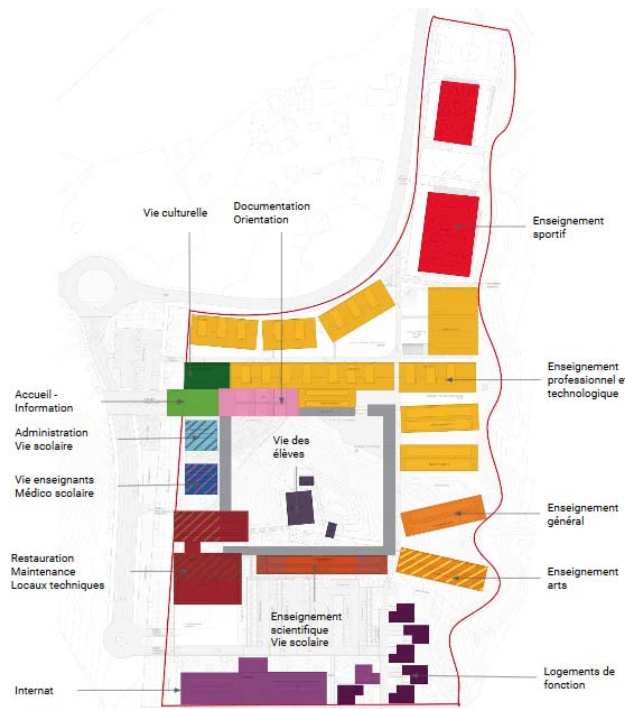 Vie culturelle
Documentation
Orientation
Enseignement
sportif
Accueil -
Information
Enseignement
professionnel et
technologique
Administration
Vie scolaire
Vie des
élèves
Vie enseignants
Médico scolaire
Enseignement
général
Restauration
Maintenance
Locaux techniques
Enseignement
arts
Enseignement
scientifique
Vie scolaire
Internat
Logements de
fonction